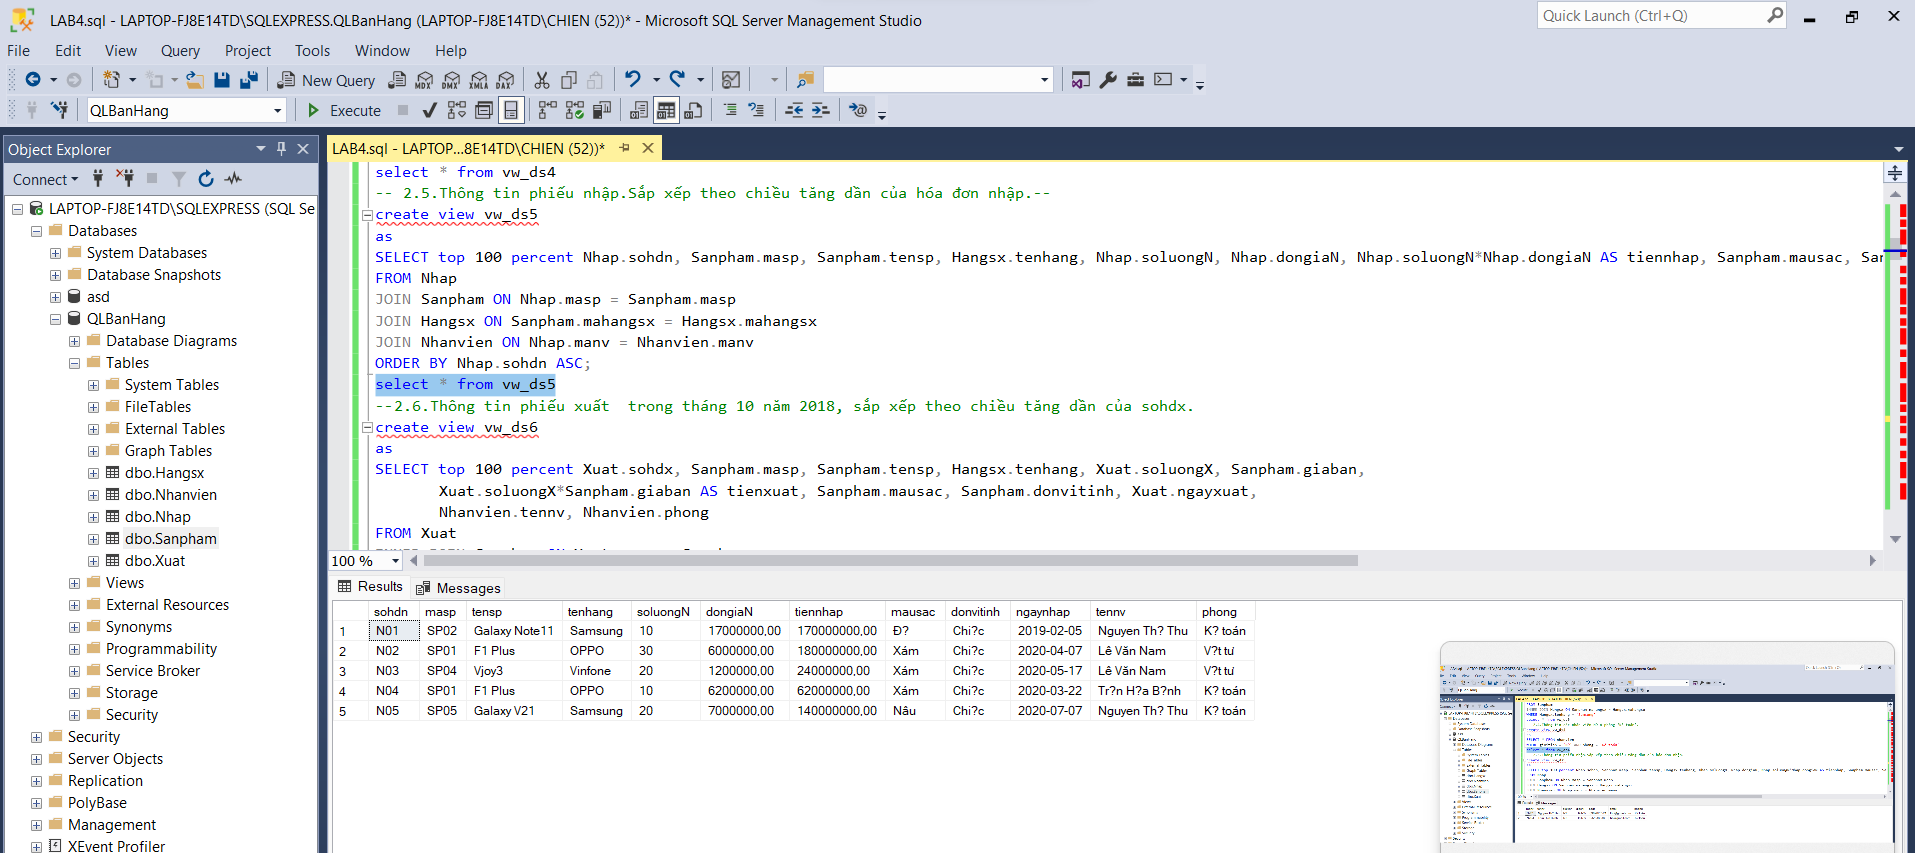 LAB4.sql - LAPTOP-FJ8E14TD\SQLEXPRESS.QLBanHang (LAPTOP-FJ8E14TD\CHIEN (52))* - Microsoft SQL Server Management Studio
Quick Launch (Ctrl+Q)
File Edit View Query Project Tools Window Help
New Query MDX DMX XMLA DAX
QLBanHang Execute
Object Explorer
Connect
LAPTOP-FJ8E14TD\SQLEXPRESS (SQL Se
Databases
System Databases
Database Snapshots
asd
QLBanHang
Database Diagrams
Tables
System Tables
FileTables
External Tables
Graph Tables
dbo.Hangsx
dbo.Nhanvien
dbo.Nhap
dbo.Sanpham
dbo.Xuat
Views
External Resources
Synonyms
Programmability
Service Broker
Storage
Security
Security
Server Objects
Replication
PolyBase
Management
XEvent Profiler
LAB4.sql - LAPTOP...8E14TD\CHIEN (52))*
select * from vw_ds4
-- 2.5.Thông tin phiếu nhập.Sắp xếp theo chiều tăng dần của hóa đơn nhập.--
create view vw_ds5
as
SELECT top 100 percent Nhap.sohdn, Sanpham.masp, Sanpham.tensp, Hangsx.tenhang, Nhap.soluongN, Nhap.dongiaN, Nhap.soluongN*Nhap.dongiaN AS tiennhap, Sanpham.mausac, San
FROM Nhap
JOIN Sanpham ON Nhap.masp = Sanpham.masp
JOIN Hangsx ON Sanpham.mahangsx = Hangsx.mahangsx
JOIN Nhanvien ON Nhap.manv = Nhanvien.manv
ORDER BY Nhap.sohdn ASC;
select * from vw_ds5
--2.6.Thông tin phiếu xuất  trong tháng 10 năm 2018, sắp xếp theo chiều tăng dần của sohdx.
create view vw_ds6
as
SELECT top 100 percent Xuat.sohdx, Sanpham.masp, Sanpham.tensp, Hangsx.tenhang, Xuat.soluongX, Sanpham.giaban,
Xuat.soluongX*Sanpham.giaban AS tienxuat, Sanpham.mausac, Sanpham.donvitinh, Xuat.ngayxuat,
Nhanvien.tennv, Nhanvien.phong
FROM Xuat
100 %
Results Messages
sohdn masp tensp tenhang soluongN dongiaN tiennhap mausac donvitinh ngaynhap tennv phong
1 N01 SP02 Galaxy Note11 Samsung 10 17000000,00 170000000,00 Đ? Chi?c 2019-02-05 Nguyen Th? Thu K? toán
2 N02 SP01 F1 Plus OPPO 30 6000000,00 180000000,00 Xám Chi?c 2020-04-07 Lê Văn Nam V?t tư
3 N03 SP04 Vjoy3 Vinfone 20 1200000,00 24000000,00 Xám Chi?c 2020-05-17 Lê Văn Nam V?t tư
4 N04 SP01 F1 Plus OPPO 10 6200000,00 62000000,00 Xám Chi?c 2020-03-22 Tr?n H?a B?nh K? toán
5 N05 SP05 Galaxy V21 Samsung 20 7000000,00 140000000,00 Nâu Chi?c 2020-07-07 Nguyen Th? Thu K? toán